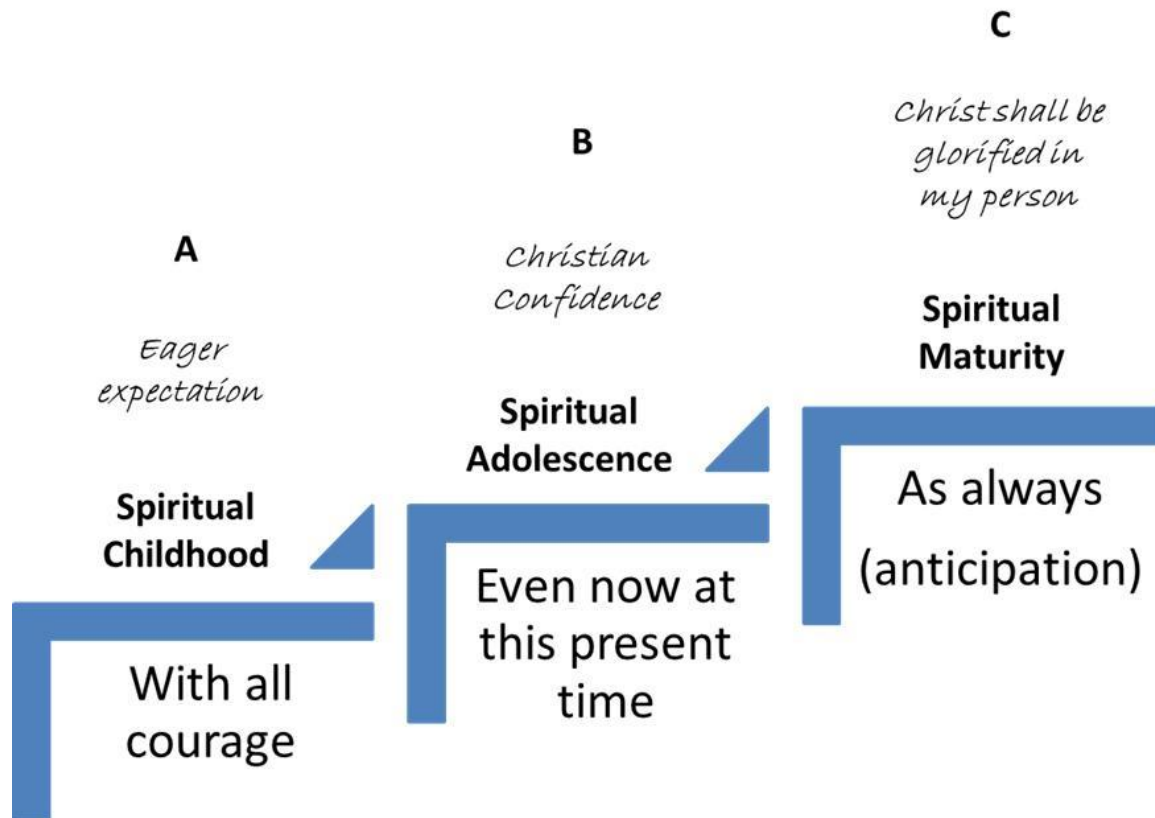 A
Eager
expectation
Spiritual
Childhood
With all
courage
B
Christian
Confidence
Spiritual
Adolescence
Even now at
this present
time
C
Christ shall be
glorified in
my person
Spiritual
Maturity
As always
(anticipation)